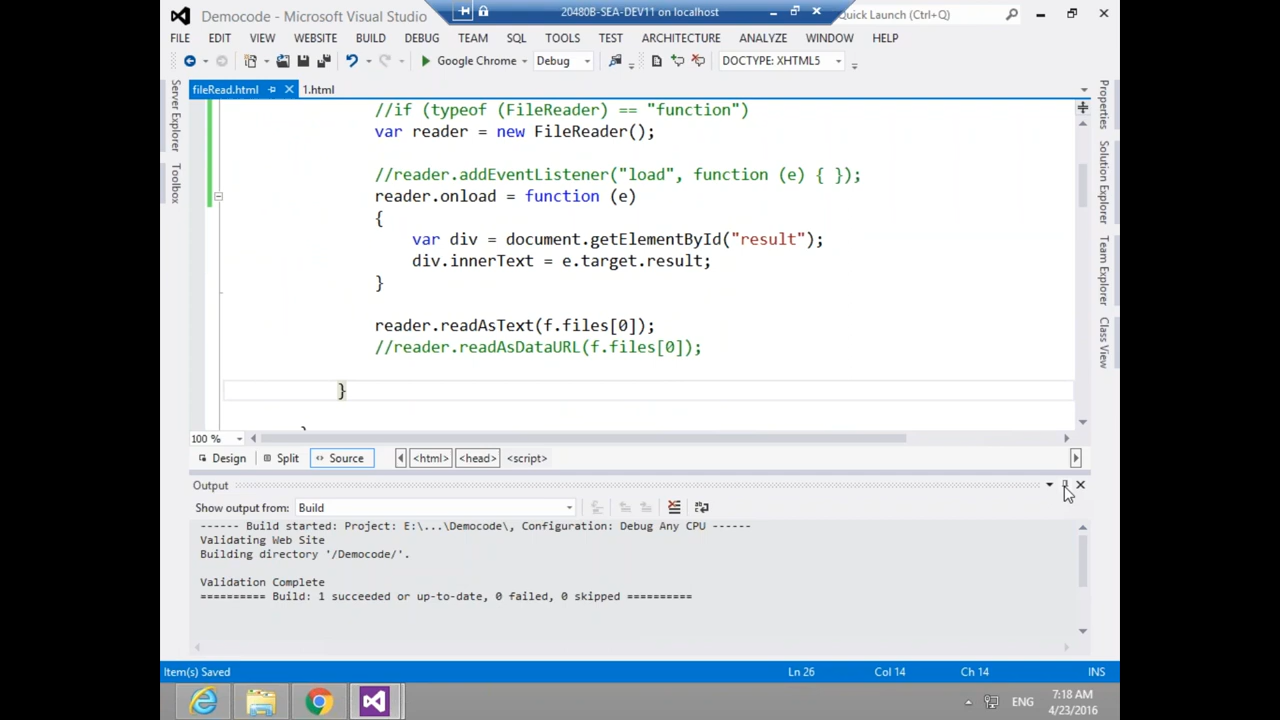 Democode - Microsoft Visual Studio
20480B-SEA-DEV11 on localhost
Quick Launch (Ctrl+Q)
FILE EDIT VIEW WEBSITE BUILD DEBUG TEAM SQL TOOLS TEST ARCHITECTURE ANALYZE WINDOW HELP
Google Chrome Debug DOCTYPE: XHTML5
Server Explorer
Toolbox
fileRead.html 1.html
//if (typeof (FileReader) == "function")
var reader = new FileReader();
//reader.addEventListener("load", function (e) { });
reader.onload = function (e)
{
var div = document.getElementById("result");
div.innerText = e.target.result;
}
reader.readAsText(f.files[0]);
//reader.readAsDataURL(f.files[0]);
}
Properties
Solution Explorer
Team Explorer
Class View
100 %
Design Split Source <html> <head> <script>
Output
Show output from: Build
------ Build started: Project: E:\...\Democode\, Configuration: Debug Any CPU ------
Validating Web Site
Building directory '/Democode/'.
Validation Complete
========== Build: 1 succeeded or up-to-date, 0 failed, 0 skipped ==========
Item(s) Saved Ln 26 Col 14 Ch 14 INS
ENG 7:18 AM
4/23/2016